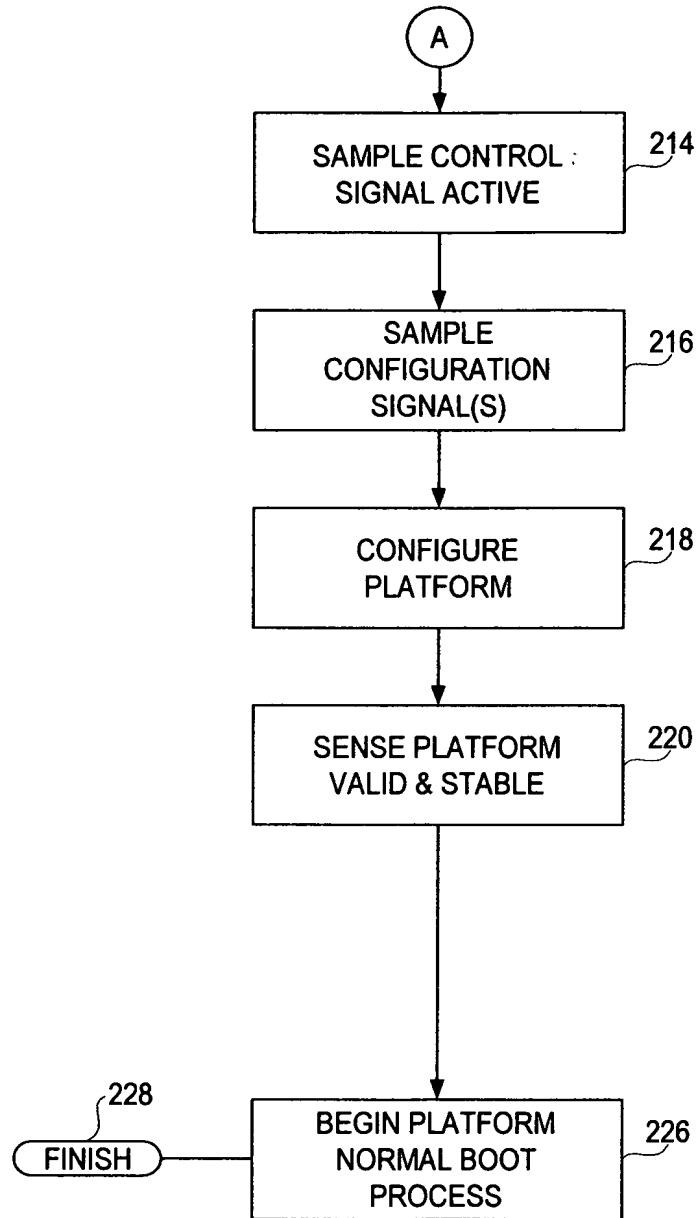 A
SAMPLE CONTROL
SIGNAL ACTIVE
214
SAMPLE
CONFIGURATION
SIGNAL(S)
216
CONFIGURE
PLATFORM
218
SENSE PLATFORM
VALID & STABLE
220
228
FINISH
BEGIN PLATFORM
NORMAL BOOT
PROCESS
226